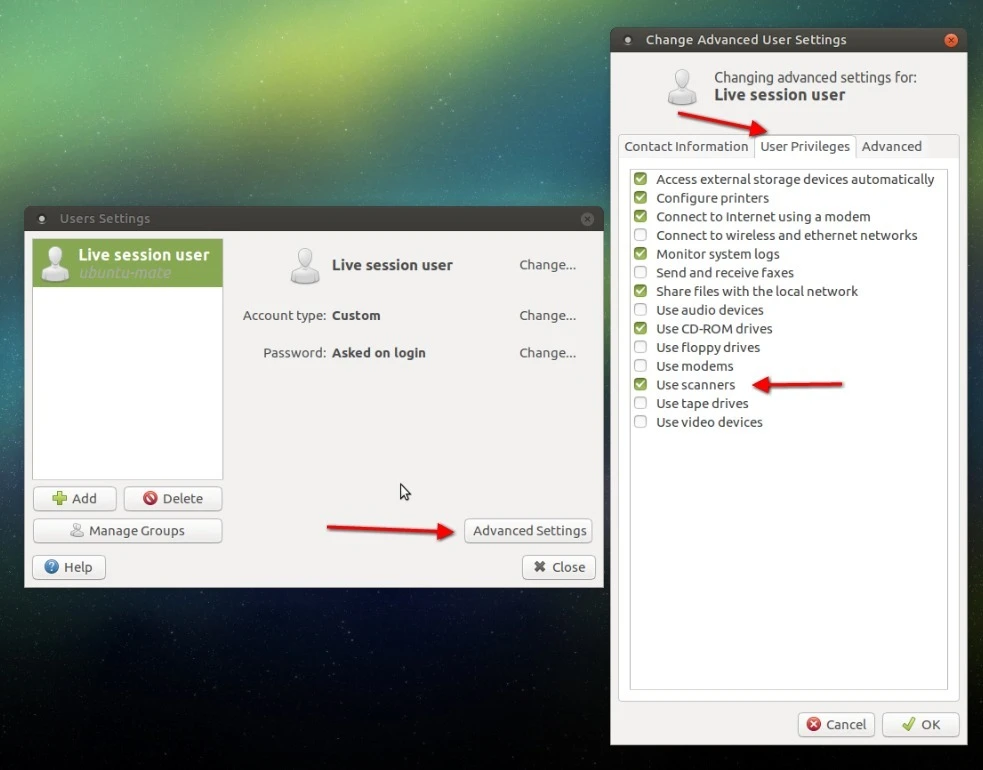 Users Settings
Live session user
ubuntu-mate
Live session user Change...
Account type: Custom Change...
Password: Asked on login Change...
Add Delete
Manage Groups
Advanced Settings
Help
Close
Change Advanced User Settings
Changing advanced settings for:
Live session user
Contact Information User Privileges Advanced
Access external storage devices automatically
Configure printers
Connect to Internet using a modem
Connect to wireless and ethernet networks
Monitor system logs
Send and receive faxes
Share files with the local network
Use audio devices
Use CD-ROM drives
Use floppy drives
Use modems
Use scanners
Use tape drives
Use video devices
Cancel OK